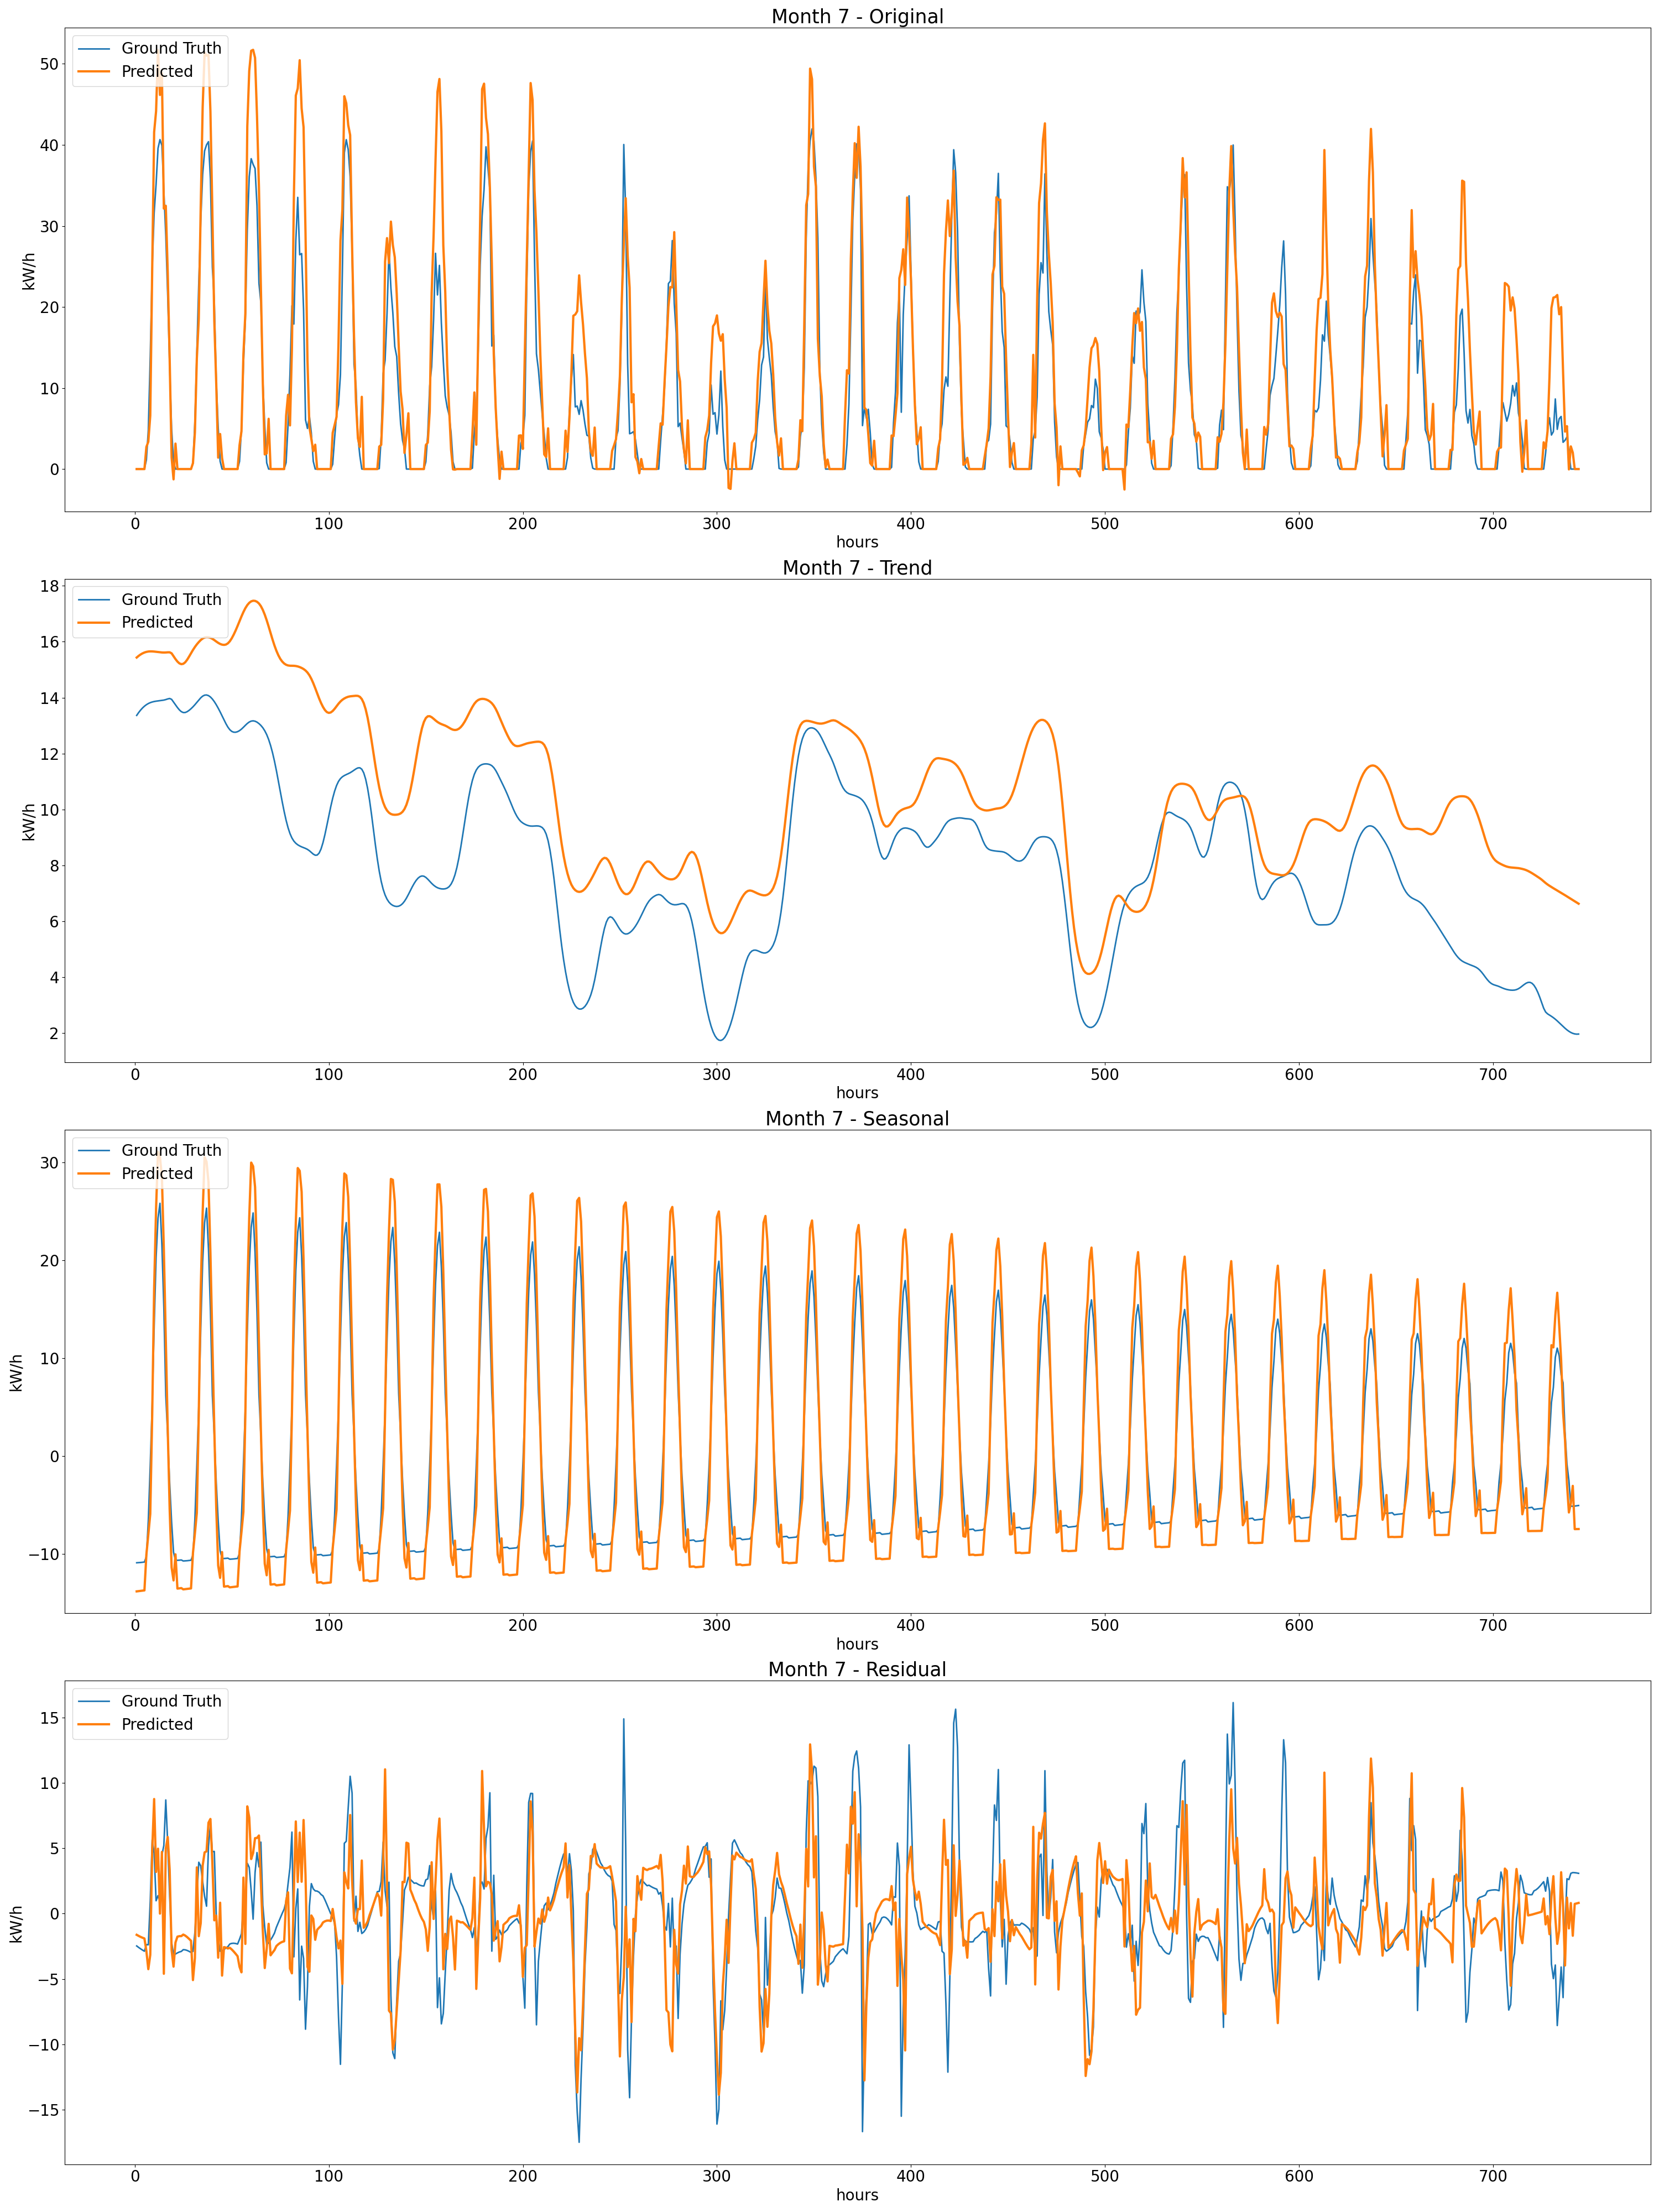 Month 7 - Original
Ground Truth
Predicted
50
40
30
20
10
0
kW/h
0 100 200 300 400 500 600 700
hours
Month 7 - Trend
Ground Truth
Predicted
18
16
14
12
10
8
6
4
2
kW/h
0 100 200 300 400 500 600 700
hours
Month 7 - Seasonal
Ground Truth
Predicted
30
20
10
0
−10
kW/h
0 100 200 300 400 500 600 700
hours
Month 7 - Residual
Ground Truth
Predicted
15
10
5
0
−5
−10
−15
kW/h
0 100 200 300 400 500 600 700
hours